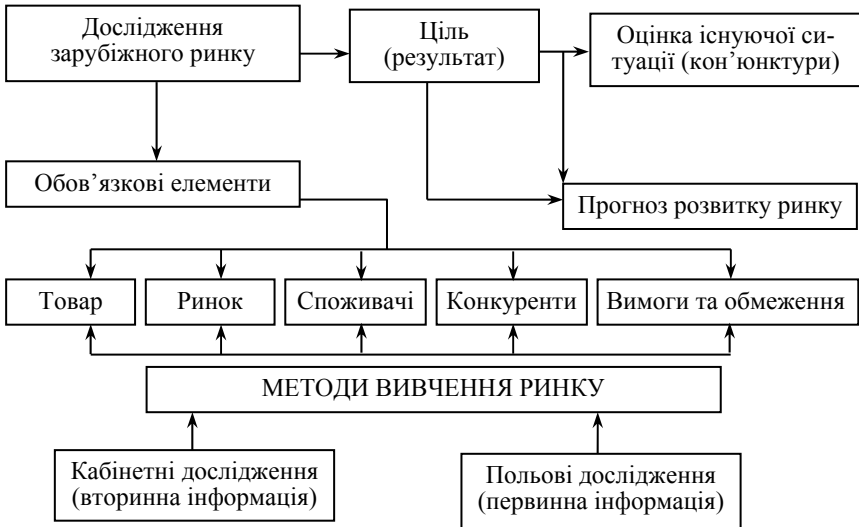 Дослідження
зарубіжного ринку
Ціль
(результат)
Оцінка існуючої си-
туації (кон’юнктури)
Обов’язкові елементи
Прогноз розвитку ринку
Товар
Ринок
Споживачі
Конкуренти
Вимоги та обмеження
МЕТОДИ ВИВЧЕННЯ РИНКУ
Кабінетні дослідження
(вторинна інформація)
Польові дослідження
(первинна інформація)